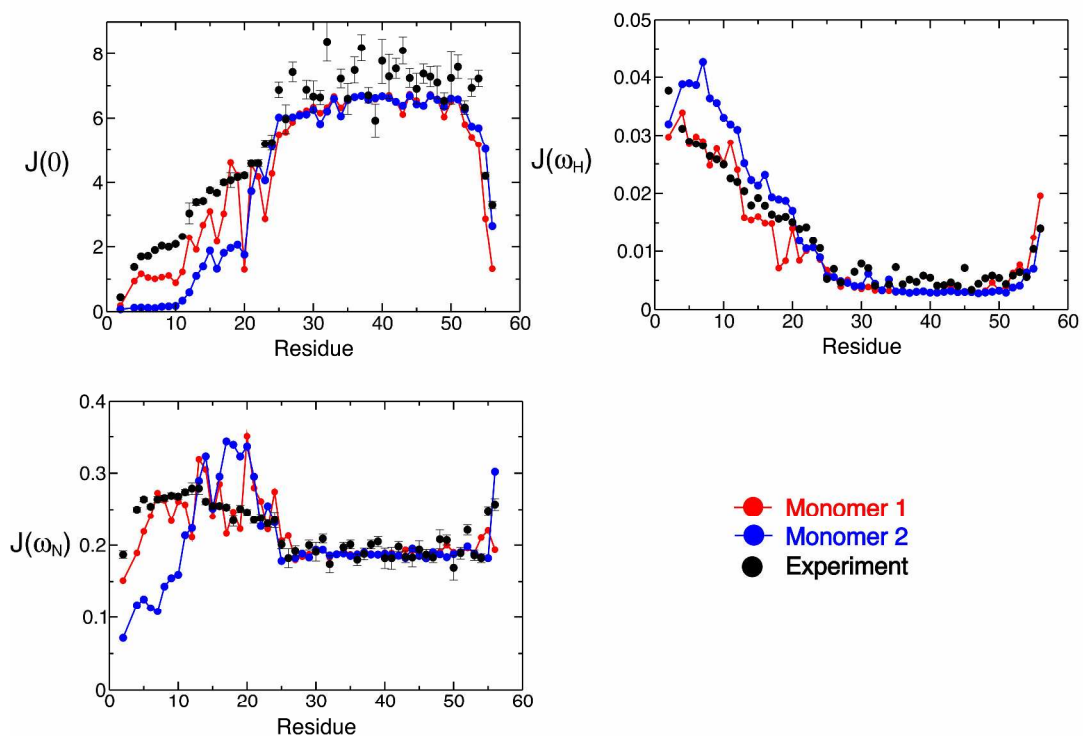 8
6
J(0)
4
2
0
0 10 20 30 40 50 60
Residue
0.05
0.04
0.03
J(ωH)
0.02
0.01
0
0 10 20 30 40 50 60
Residue
0.4
0.3
J(ωN)
0.2
0.1
0
0 10 20 30 40 50 60
Residue
Monomer 1
Monomer 2
Experiment